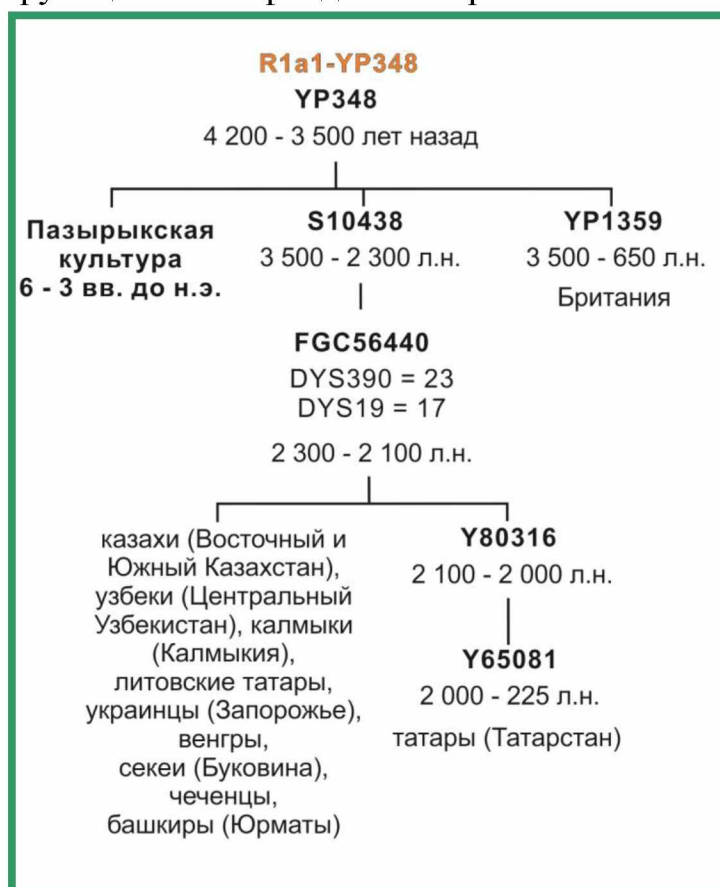 R1a1-YP348
YP348
4 200 - 3 500 лет назад
Пазырыкская
культура
6 - 3 вв. до н.э.
S10438
3 500 - 2 300 л.н.
YP1359
3 500 - 650 л.н.
Британия
FGC56440
DYS390 = 23
DYS19 = 17
2 300 - 2 100 л.н.
казахи (Восточный и
Южный Казахстан),
узбеки (Центральный
Узбекистан), калмыки
(Калмыкия),
литовские татары,
украинцы (Запорожье),
венгры,
секеи (Буковина),
чеченцы,
башкиры (Юрматы)
Y80316
2 100 - 2 000 л.н.
Y65081
2 000 - 225 л.н.
татары (Татарстан)